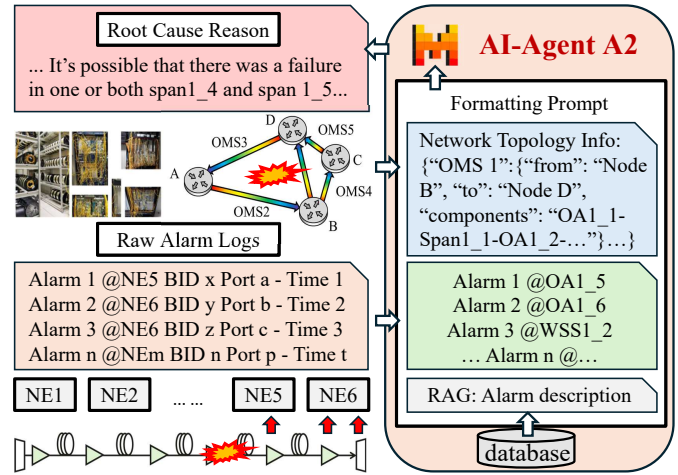 Root Cause Reason
... It's possible that there was a failure
in one or both span1_4 and span 1_5...
D
OMS3
OMS5
A
C
OMS2
OMS4
B
Raw Alarm Logs
Alarm 1 @NE5 BID x Port a - Time 1
Alarm 2 @NE6 BID y Port b - Time 2
Alarm 3 @NE6 BID z Port c - Time 3
Alarm n @NEm BID n Port p - Time t
NE1
NE2
... ...
NE5
NE6
AI-Agent A2
Formatting Prompt
Network Topology Info:
{“OMS 1”:{“from”: “Node
B”, “to”: “Node D”,
“components”: “OA1_1-
Span1_1-OA1_2-…”}…}
Alarm 1 @OA1_5
Alarm 2 @OA1_6
Alarm 3 @WSS1_2
… Alarm n @…
RAG: Alarm description
database